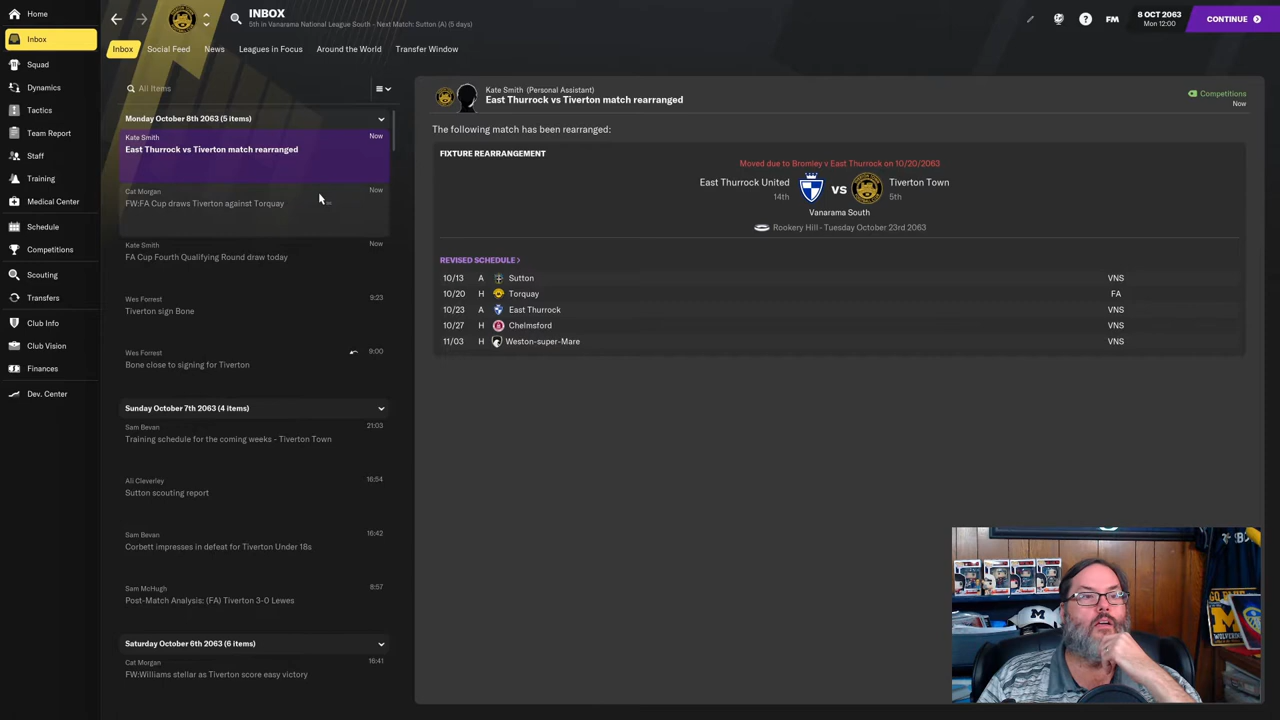 Home
Inbox
Squad
Dynamics
Tactics
Team Report
Staff
Training
Medical Center
Schedule
Competitions
Scouting
Transfers
Club Info
Club Vision
Finances
Dev. Center
INBOX
5th in Vanarama National League South - Next Match: Sutton (A) (5 days)
FM
8 OCT 2063
Mon 12:00
CONTINUE
Inbox
Social Feed
News
Leagues in Focus
Around the World
Transfer Window
All Items
Monday October 8th 2063 (5 items)
Kate Smith
Now
East Thurrock vs Tiverton match rearranged
Cat Morgan
Now
FW:FA Cup draws Tiverton against Torquay
Kate Smith
Now
FA Cup Fourth Qualifying Round draw today
Wes Forrest
9:23
Tiverton sign Bone
Wes Forrest
9:00
Bone close to signing for Tiverton
Sunday October 7th 2063 (4 items)
Sam Bevan
21:03
Training schedule for the coming weeks - Tiverton Town
Ali Cleverley
16:54
Sutton scouting report
Sam Bevan
16:42
Corbett impresses in defeat for Tiverton Under 18s
Sam McHugh
8:57
Post-Match Analysis: (FA) Tiverton 3-0 Lewes
Saturday October 6th 2063 (6 items)
Cat Morgan
16:41
FW:Williams stellar as Tiverton score easy victory
Kate Smith (Personal Assistant)
East Thurrock vs Tiverton match rearranged
Competitions
Now
The following match has been rearranged:
FIXTURE REARRANGEMENT
Moved due to Bromley v East Thurrock on 10/20/2063
East Thurrock United
14th
VS
Tiverton Town
5th
Vanarama South
Rookery Hill - Tuesday October 23rd 2063
REVISED SCHEDULE >
10/13 A Sutton VNS
10/20 H Torquay FA
10/23 A East Thurrock VNS
10/27 H Chelmsford VNS
11/03 H Weston-super-Mare VNS
M
GO BLUE
M